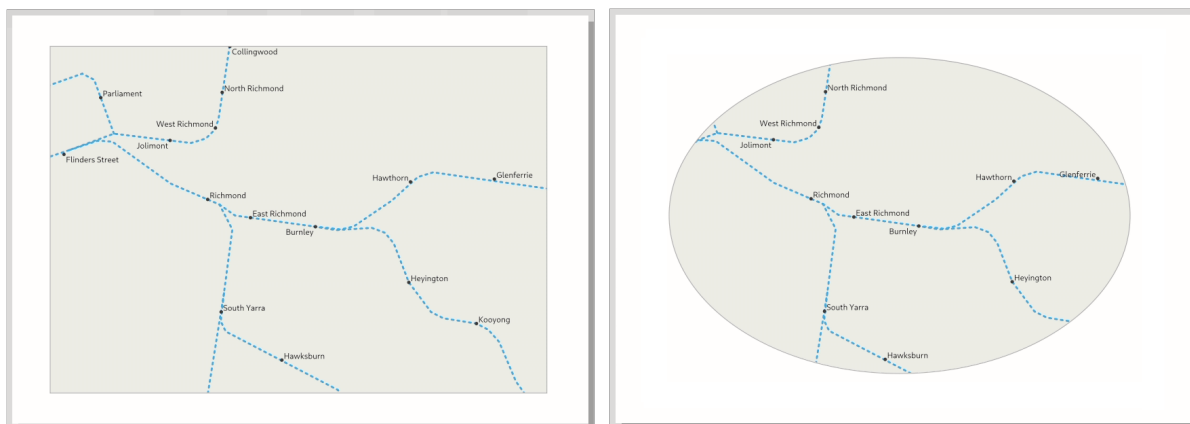 Collingwood
North Richmond
Parliament
West Richmond
Jolimont
Flinders Street
Glenferrie
Hawthorn
Richmond
East Richmond
Burnley
Heyington
South Yarra
Kooyong
Hawksburn
North Richmond
West Richmond
Jolimont
Glenferrie
Hawthorn
Richmond
East Richmond
Burnley
Heyington
South Yarra
Hawksburn